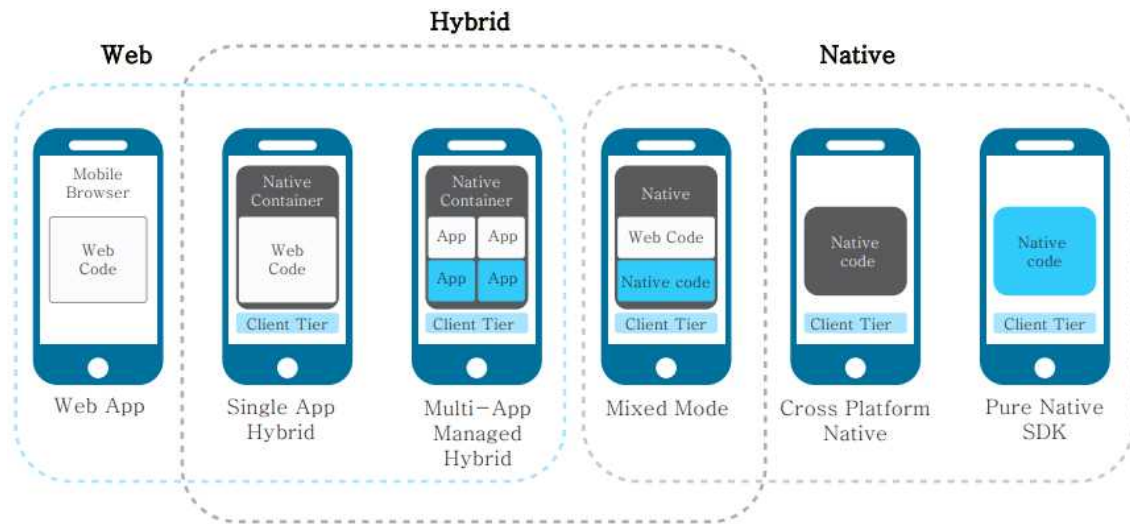 Hybrid
Web
Native
Mobile
Browser
Web
Code
Web App
Native
Container
Web
Code
Client Tier
Single App
Hybrid
Native
Container
App App
App App
Client Tier
Multi-App
Managed
Hybrid
Native
Web Code
Native code
Client Tier
Mixed Mode
Native
code
Client Tier
Cross Platform
Native
Native
code
Client Tier
Pure Native
SDK